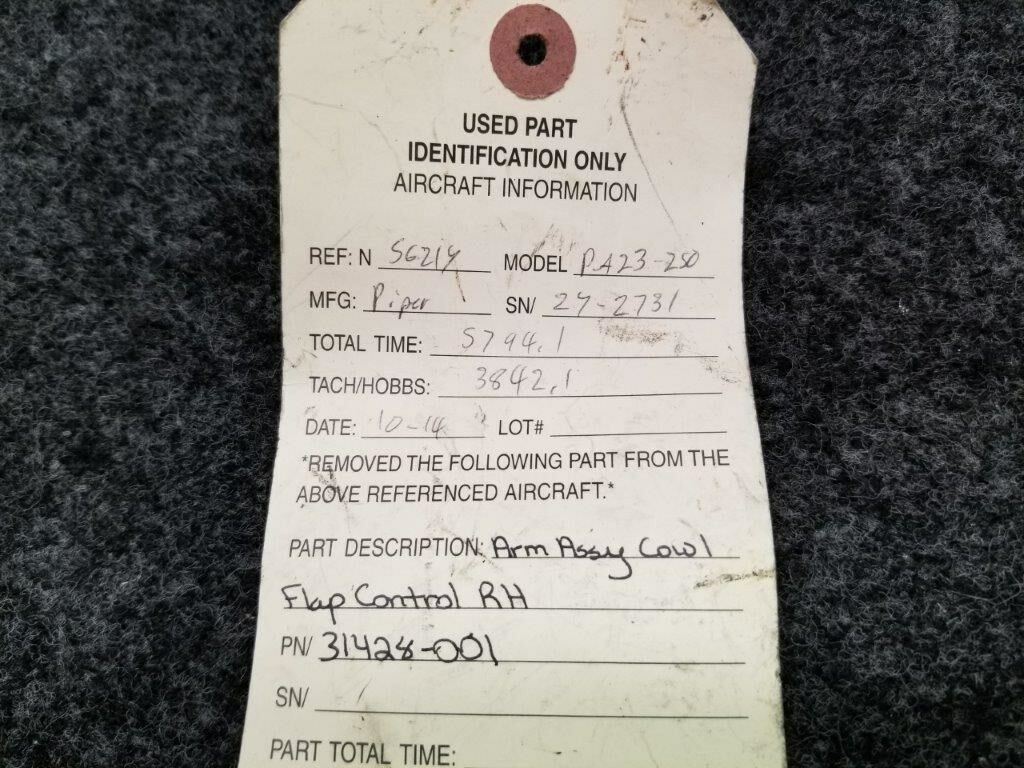 USED PART
IDENTIFICATION ONLY
AIRCRAFT INFORMATION
REF: N 5621Y MODEL PA23-250
MFG: Piper SN/ 27-2731
TOTAL TIME: 5794.1
TACH/HOBBS: 3842.1
DATE: 10-14 LOT#
*REMOVED THE FOLLOWING PART FROM THE
ABOVE REFERENCED AIRCRAFT.*
PART DESCRIPTION: Arm Assy Cowl
Flap Control RH
PN/ 31428-001
SN/
PART TOTAL TIME: